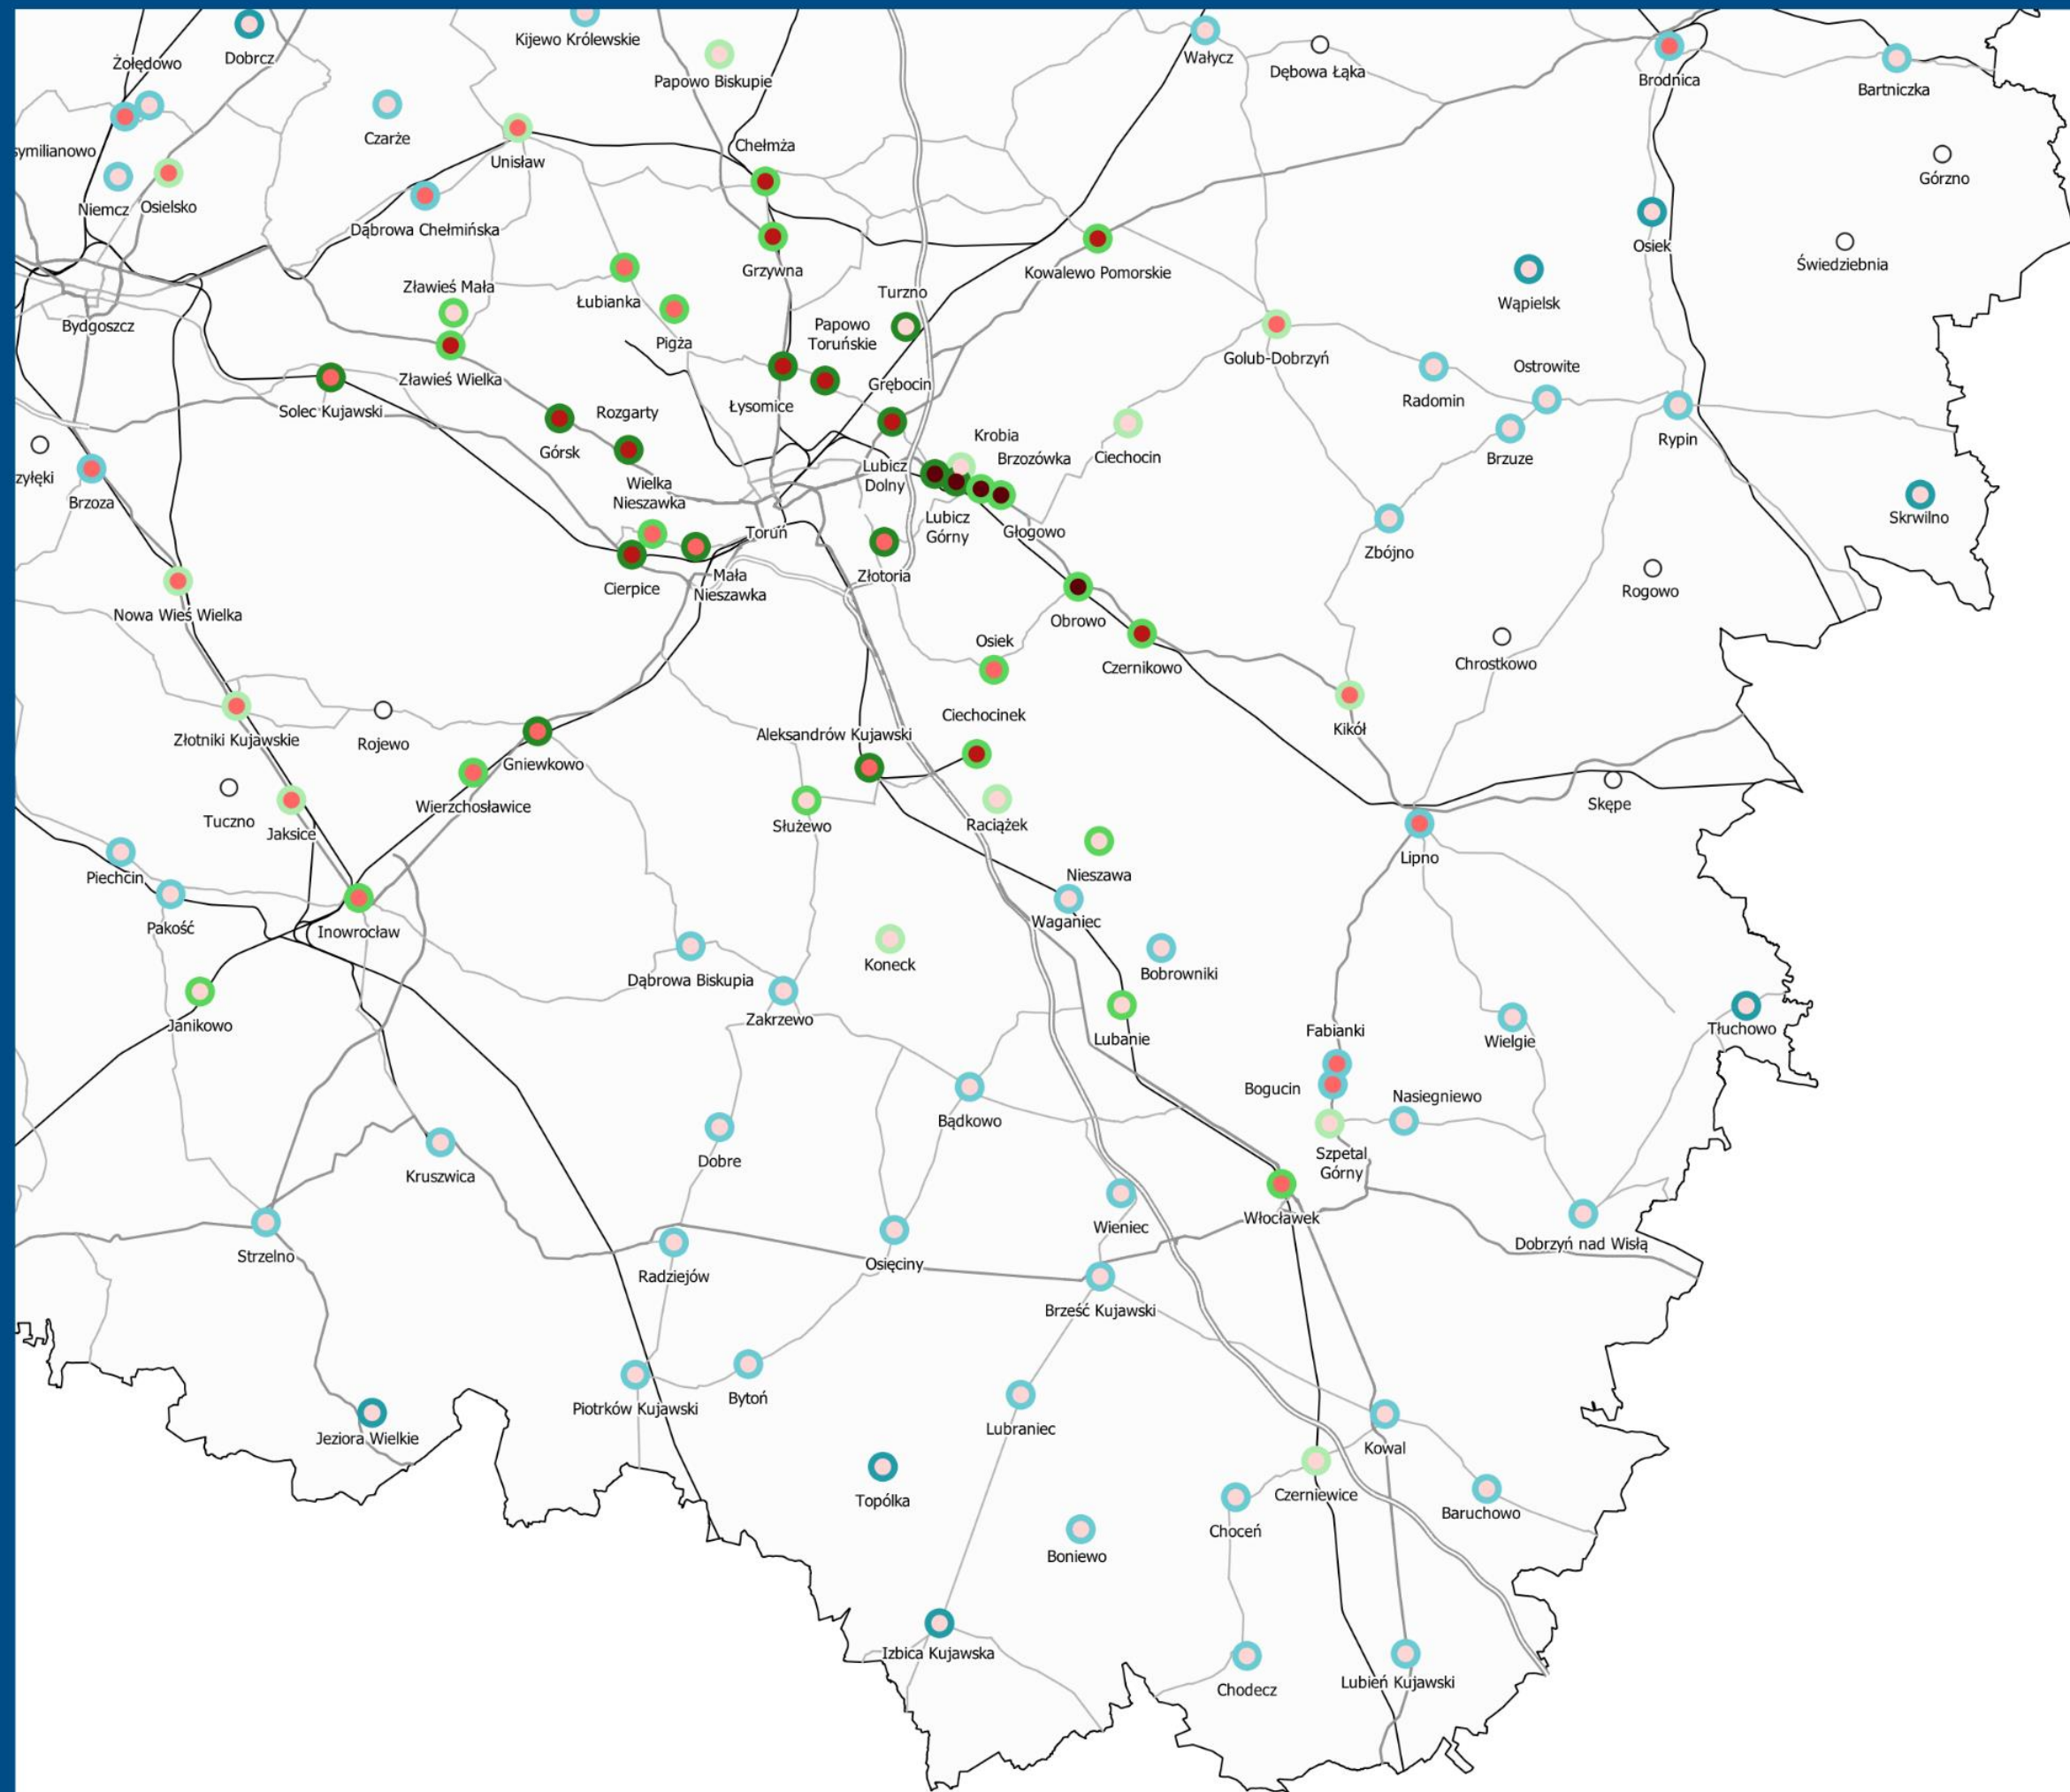 Dobrcz
Kijewo Królewskie
Żołędowo
Papowo Biskupie
Wałycz
Dębowa Łąka
Brodnica
Bartniczka
Czarże
symilianowo
Chełmża
Unisław
Górzno
Niemcz
Osielsko
Dąbrowa Chełmińska
Osiek
Świedziebnia
Grzywna
Kowalewo Pomorskie
Zławieś Mała
Łubianka
Turzno
Wąpielsk
Bydgoszcz
Pigża
Papowo
Toruńskie
Golub-Dobrzyń
Ostrowite
Zławieś Wielka
Grębocin
Radomin
Solec Kujawski
Rozgarty
Łysomice
Rypin
Górsk
Krobia
Brzozówka
Ciechocin
Brzuze
zyłęki
Lubicz
Dolny
Wielka
Nieszawka
Brzoza
Lubicz
Górny
Głogowo
Skrwilno
Toruń
Zbójno
Cierpice
Mała
Nieszawka
Złotoria
Rogowo
Nowa Wieś Wielka
Obrowo
Osiek
Czernikowo
Chrostkowo
Ciechocinek
Złotniki Kujawskie
Rojewo
Aleksandrów Kujawski
Kikół
Gniewkowo
Wierzchosławice
Tuczno
Jaksice
Służewo
Raciążek
Skępe
Lipno
Piechcin
Nieszawa
Pakość
Inowrocław
Waganiec
Koneck
Dąbrowa Biskupia
Bobrowniki
Janikowo
Zakrzewo
Lubanie
Fabianki
Wielgie
Tłuchowo
Bogucin
Nasiegniewo
Bądkowo
Dobre
Szpetal
Górny
Kruszwica
Wieniec
Włocławek
Dobrzyń nad Wisłą
Strzelno
Osięciny
Radziejów
Brześć Kujawski
Piotrków Kujawski
Bytoń
Lubraniec
Jeziora Wielkie
Kowal
Topólka
Czerniewice
Baruchowo
Choceń
Boniewo
Izbica Kujawska
Chodecz
Lubień Kujawski